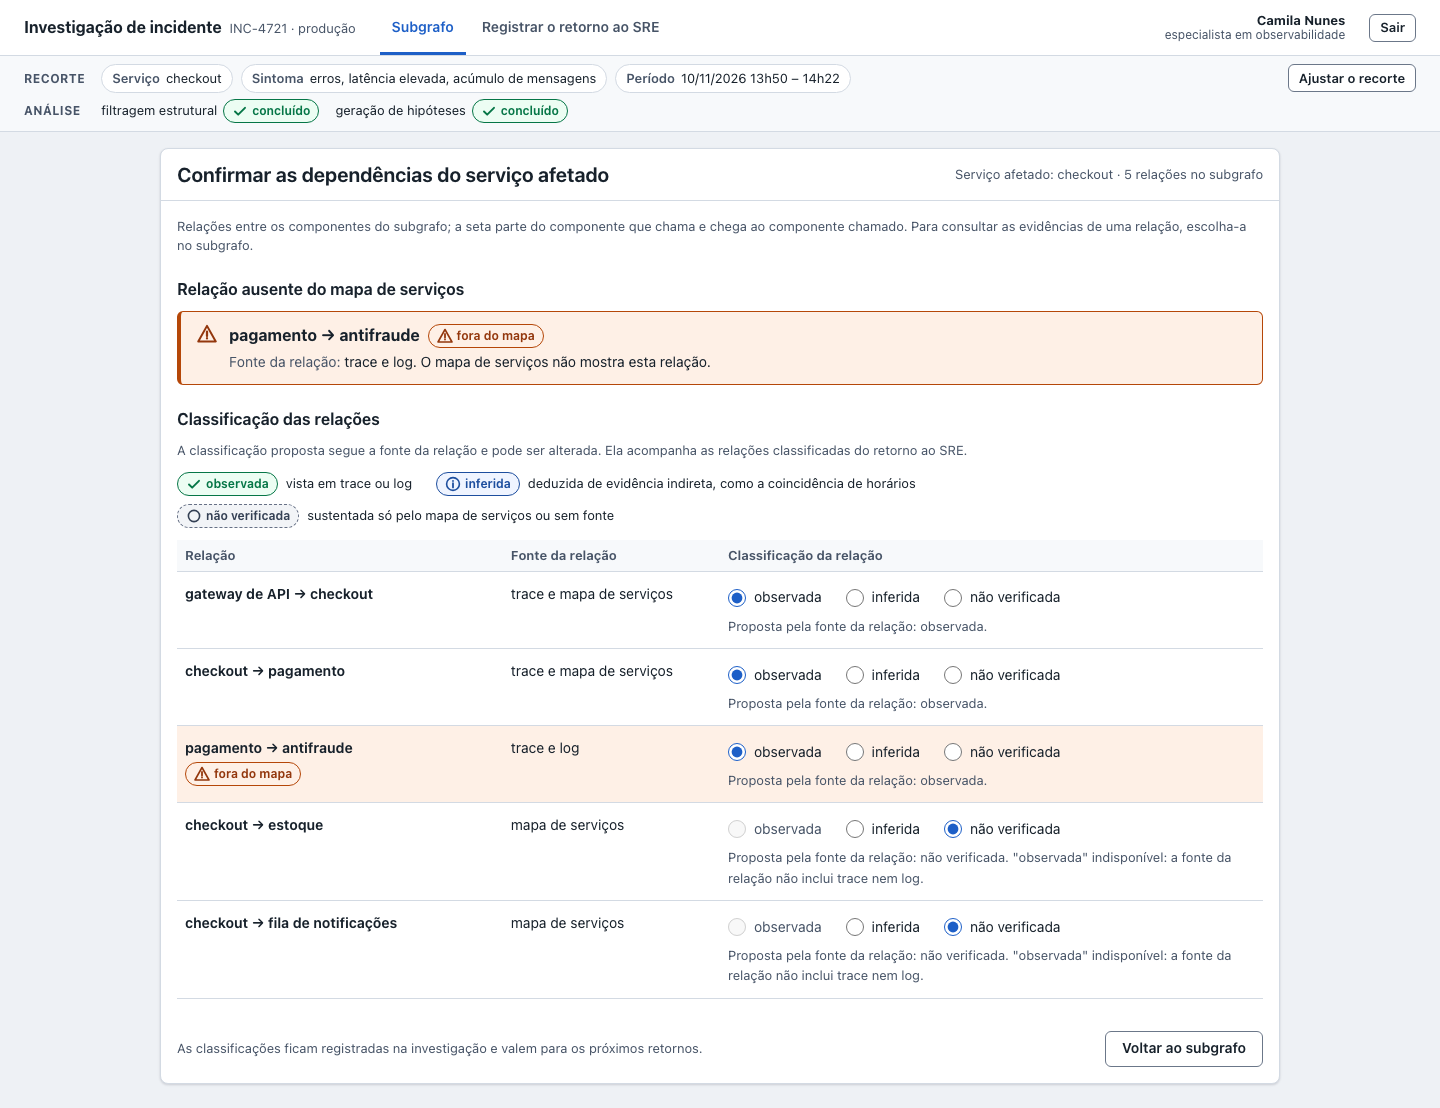 Investigação de incidente INC-4721 · produção Subgrafo Registrar o retorno ao SRE
Camila Nunes
especialista em observabilidade
Sair
RECORTE Serviço checkout Sintoma erros, latência elevada, acúmulo de mensagens Período 10/11/2026 13h50 – 14h22 Ajustar o recorte
ANÁLISE filtragem estrutural concluído geração de hipóteses concluído
Confirmar as dependências do serviço afetado Serviço afetado: checkout · 5 relações no subgrafo
Relações entre os componentes do subgrafo; a seta parte do componente que chama e chega ao componente chamado. Para consultar as evidências de uma relação, escolha-a
no subgrafo.
Relação ausente do mapa de serviços
pagamento → antifraude fora do mapa
Fonte da relação: trace e log. O mapa de serviços não mostra esta relação.
Classificação das relações
A classificação proposta segue a fonte da relação e pode ser alterada. Ela acompanha as relações classificadas do retorno ao SRE.
observada vista em trace ou log inferida deduzida de evidência indireta, como a coincidência de horários
não verificada sustentada só pelo mapa de serviços ou sem fonte
Relação Fonte da relação Classificação da relação
gateway de API → checkout trace e mapa de serviços observada inferida não verificada
Proposta pela fonte da relação: observada.
checkout → pagamento trace e mapa de serviços observada inferida não verificada
Proposta pela fonte da relação: observada.
pagamento → antifraude trace e log observada inferida não verificada
fora do mapa Proposta pela fonte da relação: observada.
checkout → estoque mapa de serviços observada inferida não verificada
Proposta pela fonte da relação: não verificada. "observada" indisponível: a fonte da
relação não inclui trace nem log.
checkout → fila de notificações mapa de serviços observada inferida não verificada
Proposta pela fonte da relação: não verificada. "observada" indisponível: a fonte da
relação não inclui trace nem log.
As classificações ficam registradas na investigação e valem para os próximos retornos. Voltar ao subgrafo